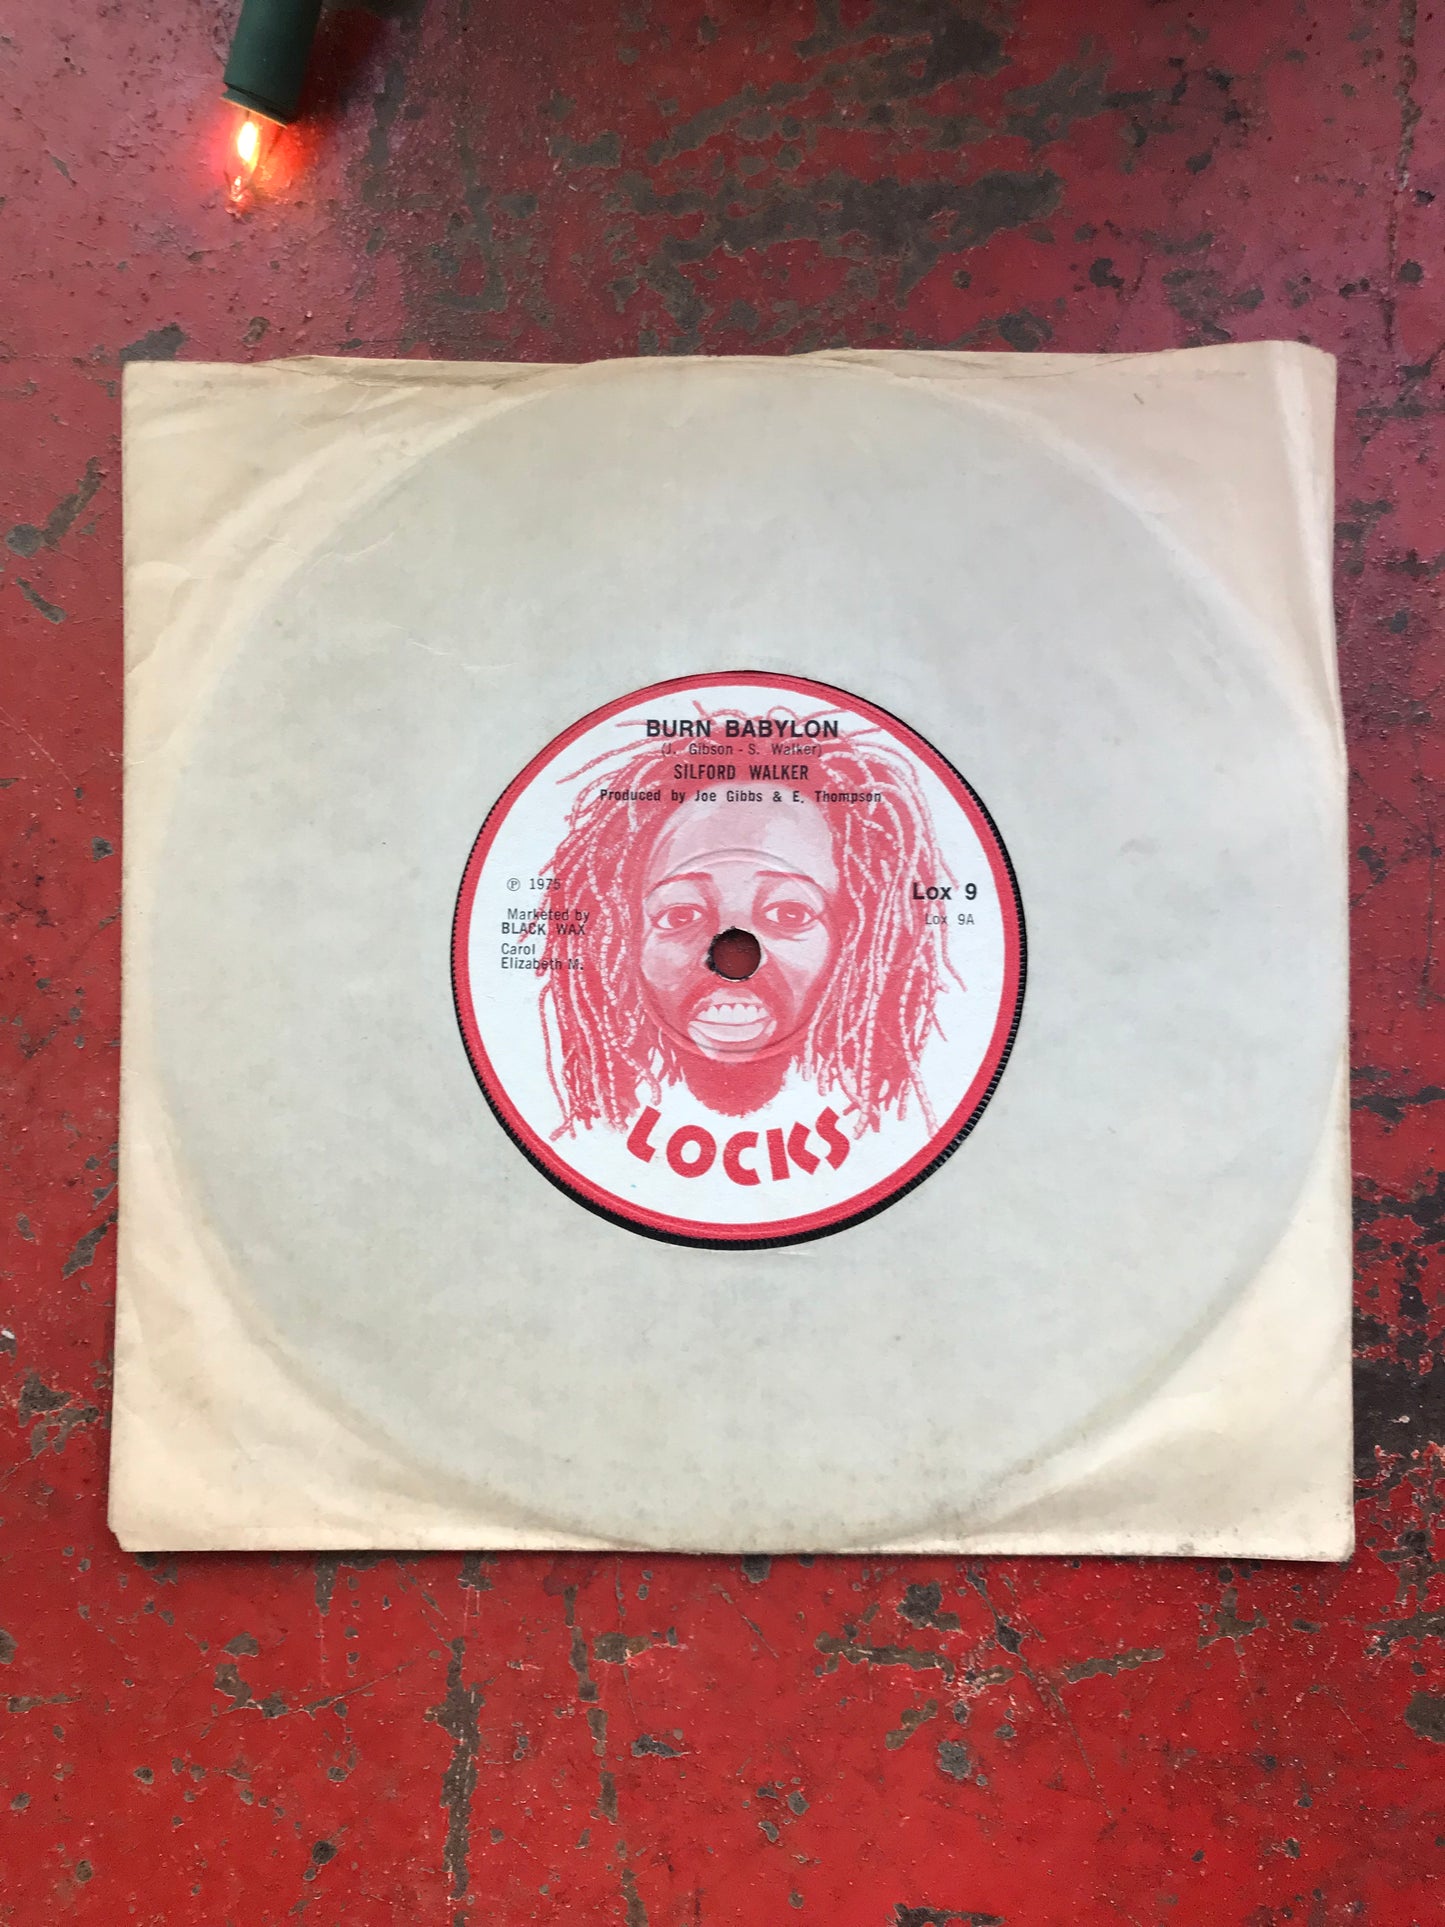 BURN BABYLON
(J. Gibson - S. Walker)
SILFORD WALKER
Produced by Joe Gibbs & E. Thompson
℗ 1975
Marketed by
BLACK WAX
Carol
Elizabeth M.
Lox 9
Lox 9A
LOCKS